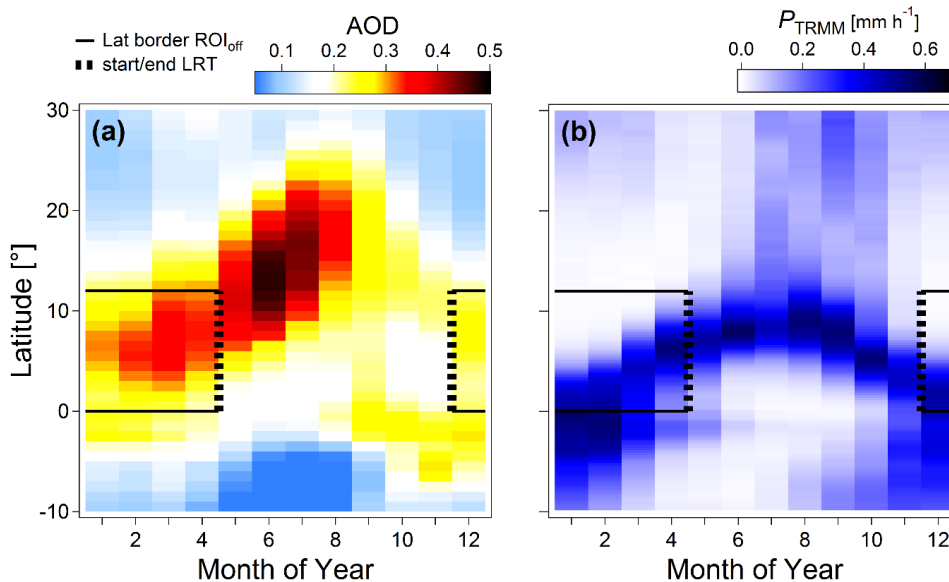 Lat border ROIoff
start/end LRT
AOD
0.1 0.2 0.3 0.4 0.5
PTRMM [mm h-1]
0.0 0.2 0.4 0.6
(a)
(b)
Latitude [°]
30
20
10
0
-10
2 4 6 8 10 12
Month of Year
2 4 6 8 10 12
Month of Year